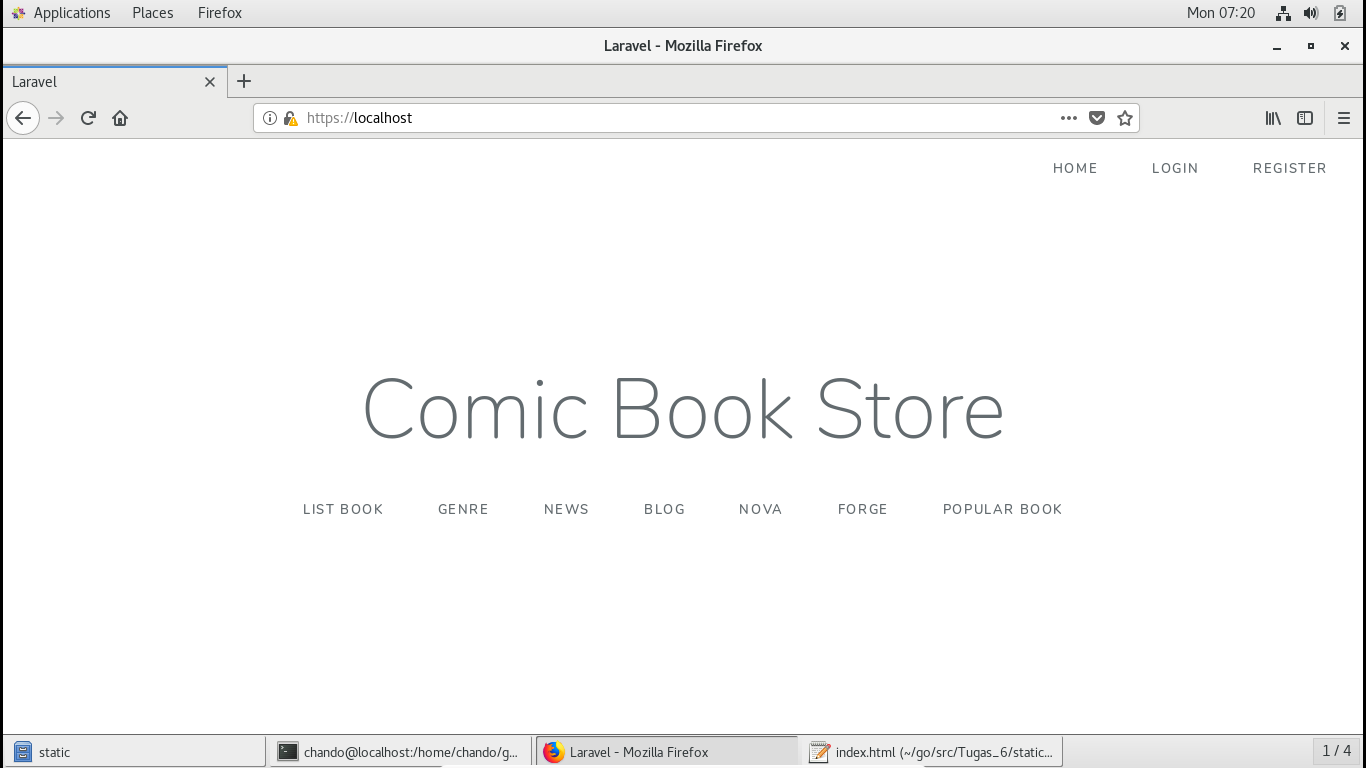 Applications Places Firefox Mon 07:20
Laravel - Mozilla Firefox
Laravel
https://localhost
HOME LOGIN REGISTER
Comic Book Store
LIST BOOK GENRE NEWS BLOG NOVA FORGE POPULAR BOOK
static chando@localhost:/home/chando/g... Laravel - Mozilla Firefox index.html (~/go/src/Tugas_6/static... 1 / 4